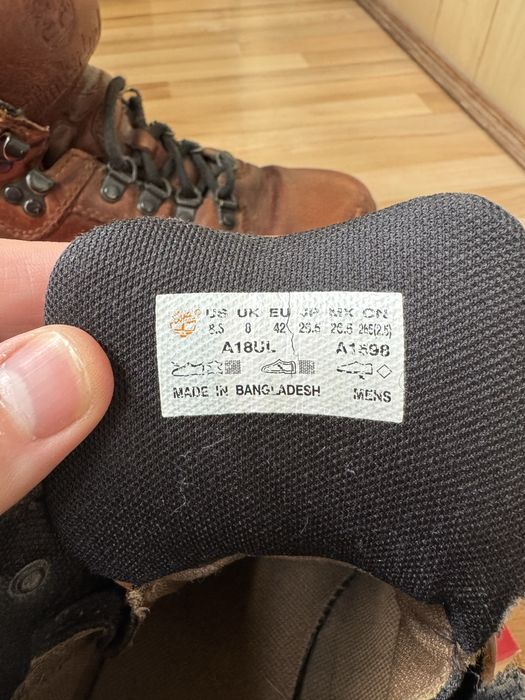 US UK EU JP MX CN
8.5 8 42 26.5 26.5 265(2.5)
A18UL A1598
MADE IN BANGLADESH MENS